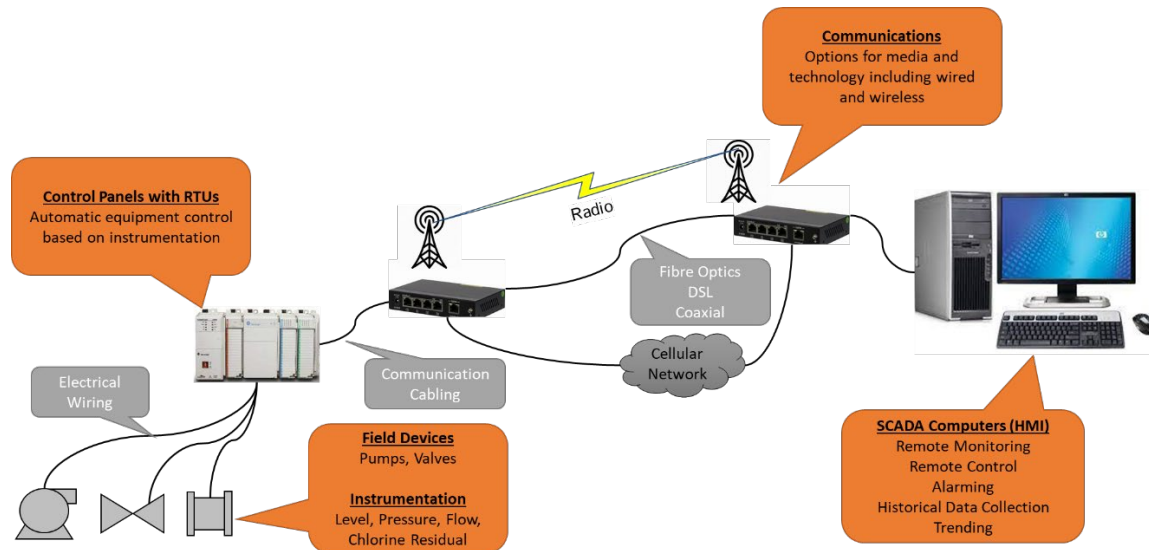 Communications
Options for media and
technology including wired
and wireless
Control Panels with RTUs
Automatic equipment control
based on instrumentation
Radio
Fibre Optics
DSL
Coaxial
Cellular
Network
Communication
Cabling
Electrical
Wiring
Field Devices
Pumps, Valves
Instrumentation
Level, Pressure, Flow,
Chlorine Residual
SCADA Computers (HMI)
Remote Monitoring
Remote Control
Alarming
Historical Data Collection
Trending